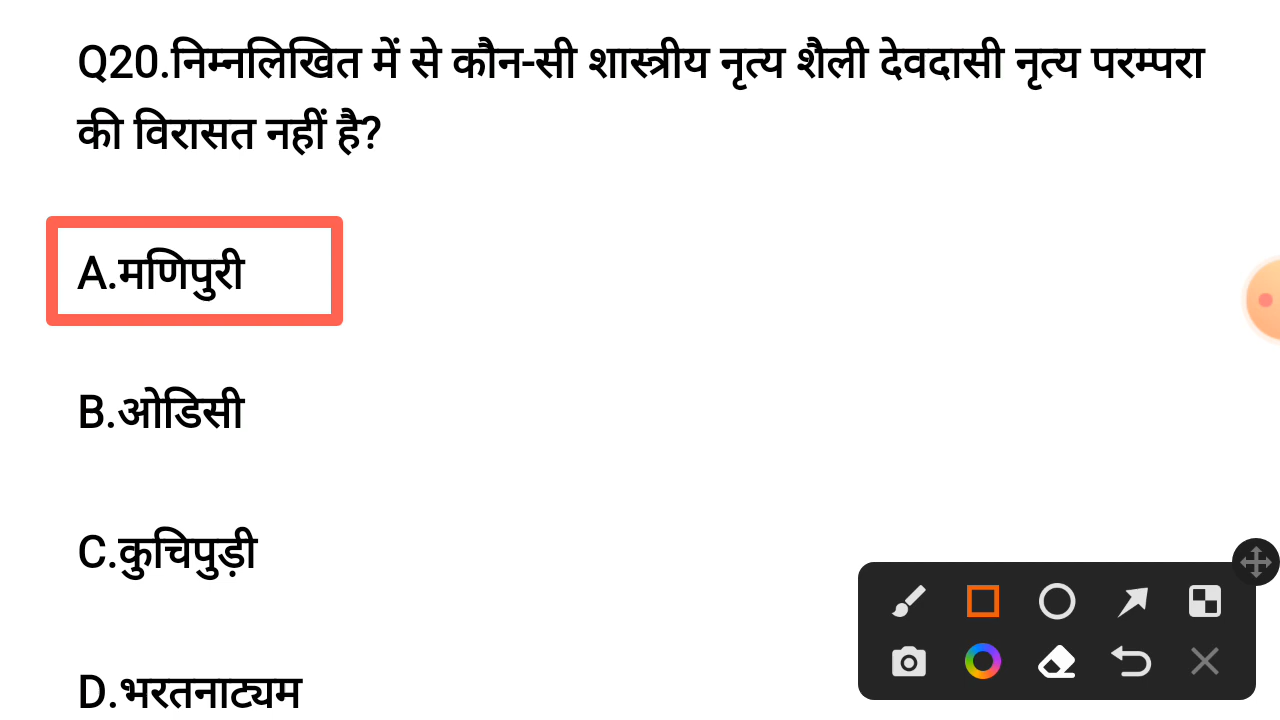 Q20.निम्नलिखित में से कौन-सी शास्त्रीय नृत्य शैली देवदासी नृत्य परम्परा
की विरासत नहीं है?
A.मणिपुरी
B.ओडिसी
C.कुचिपुड़ी
D.भरतनाट्यम